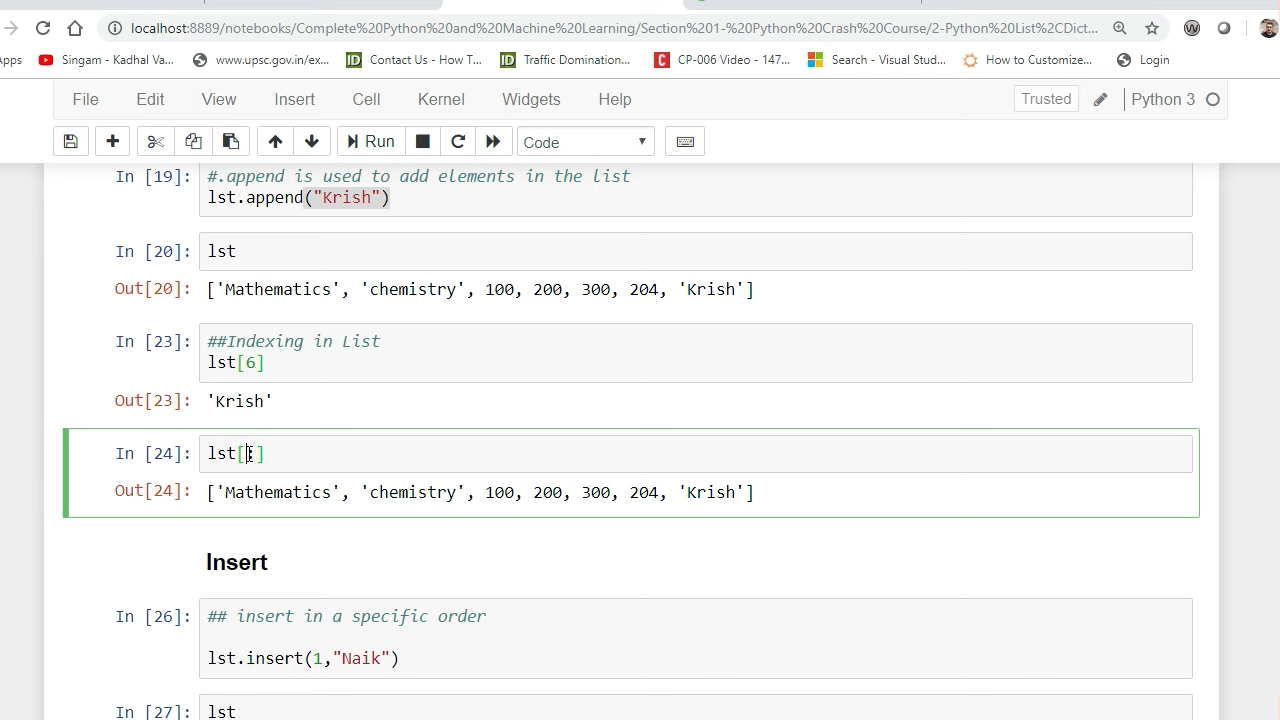 localhost:8889/notebooks/Complete%20Python%20and%20Machine%20Learning/Section%201-%20Python%20Crash%20Course/2-Python%20List%2CDict...
pps Singam Kadhal Va... www.upsc.gov.in/ex... ID Contact Us - How T... ID Traffic Domination... C CP-006 Video - 147... Search - Visual Stud... How to Customize... Login
File Edit View Insert Cell Kernel Widgets Help Trusted Python 3
Run Code
In [19]: #.append is used to add elements in the list
lst.append("Krish")
In [20]: lst
Out[20]: ['Mathematics', 'chemistry', 100, 200, 300, 204, 'Krish']
In [23]: ##Indexing in List
lst[6]
Out[23]: 'Krish'
In [24]: lst[:]
Out[24]: ['Mathematics', 'chemistry', 100, 200, 300, 204, 'Krish']
Insert
In [26]: ## insert in a specific order
lst.insert(1,"Naik")
In [27]: lst